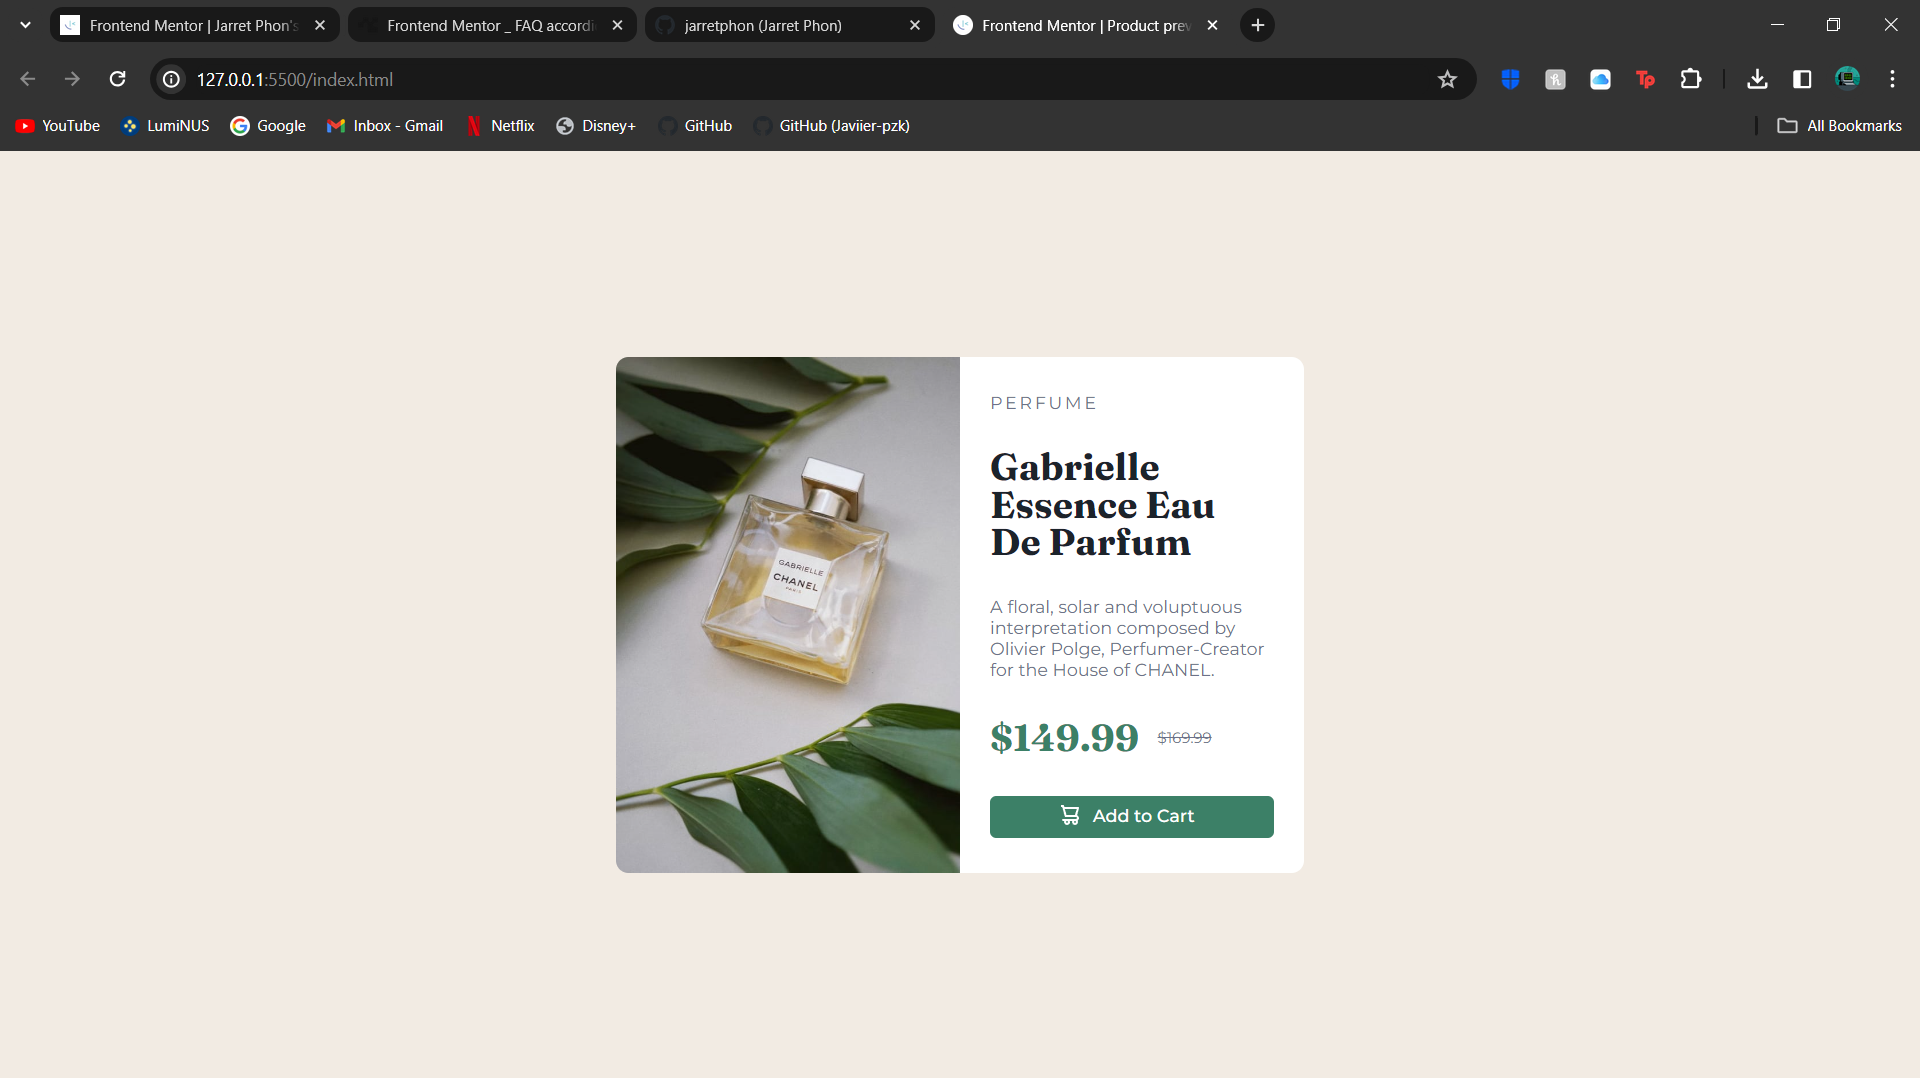 Frontend Mentor | Jarret Phon's
Frontend Mentor _ FAQ accordi
jarretphon (Jarret Phon)
Frontend Mentor | Product prev
127.0.0.1:5500/index.html
YouTube
LumiNUS
Google
Inbox - Gmail
Netflix
Disney+
GitHub
GitHub (Javiier-pzk)
All Bookmarks
GABRIELLE
CHANEL
PARIS
PERFUME
Gabrielle
Essence Eau
De Parfum
A floral, solar and voluptuous
interpretation composed by
Olivier Polge, Perfumer-Creator
for the House of CHANEL.
$149.99 $169.99
Add to Cart